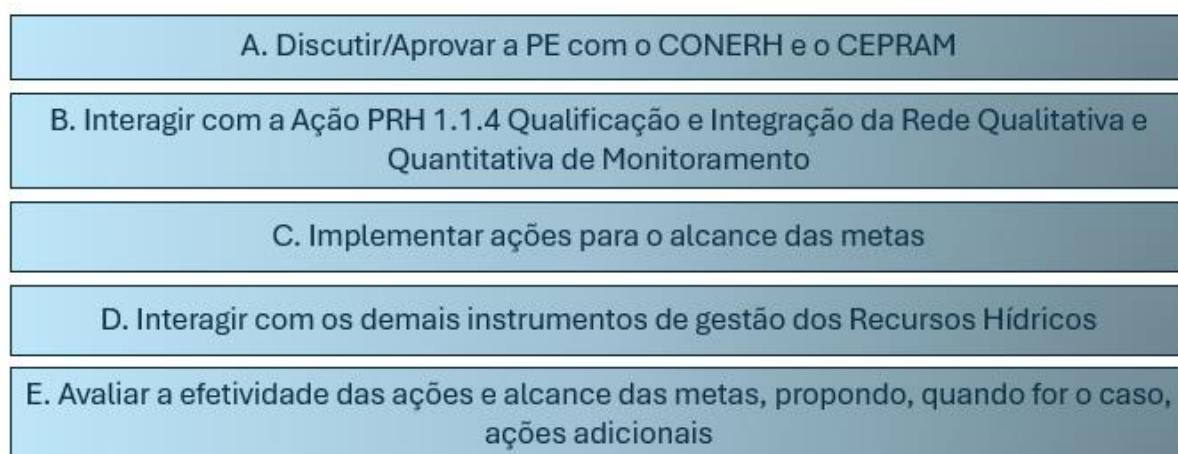 A. Discutir/Aprovar a PE com o CONERH e o CEPRAM
B. Interagir com a Ação PRH 1.1.4 Qualificação e Integração da Rede Qualitativa e
Quantitativa de Monitoramento
C. Implementar ações para o alcance das metas
D. Interagir com os demais instrumentos de gestão dos Recursos Hídricos
E. Avaliar a efetividade das ações e alcance das metas, propondo, quando for o caso,
ações adicionais